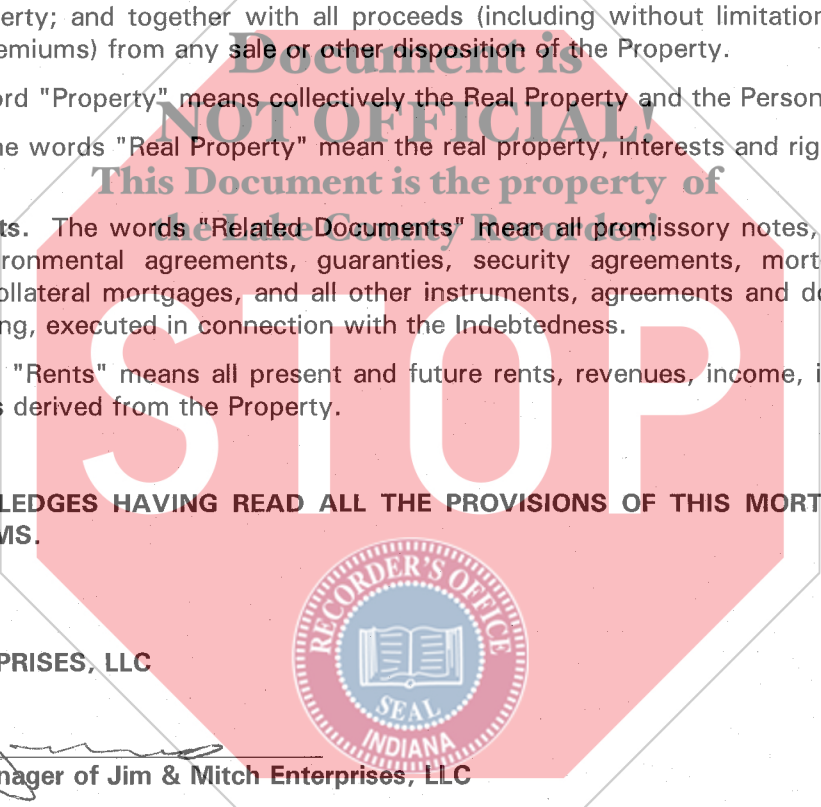 erty; and together with all proceeds (including without limitation
emiums) from any sale or other disposition of the Property.
Document is
ord "Property" means collectively the Real Property and the Person
NOT OFFICIAL!
he words "Real Property" mean the real property, interests and rig
This Document is the property of
ts. The words "Related Documents" mean all promissory notes,
the Lake County Recorder!
ronmental agreements, guaranties, security agreements, mort
ollateral mortgages, and all other instruments, agreements and do
ng, executed in connection with the Indebtedness.
STOP
"Rents" means all present and future rents, revenues, income, i
s derived from the Property.
LEDGES HAVING READ ALL THE PROVISIONS OF THIS MORT
MS.
RECORDER'S OFFICE
SEAL
INDIANA
PRISES, LLC
nager of Jim & Mitch Enterprises, LLC